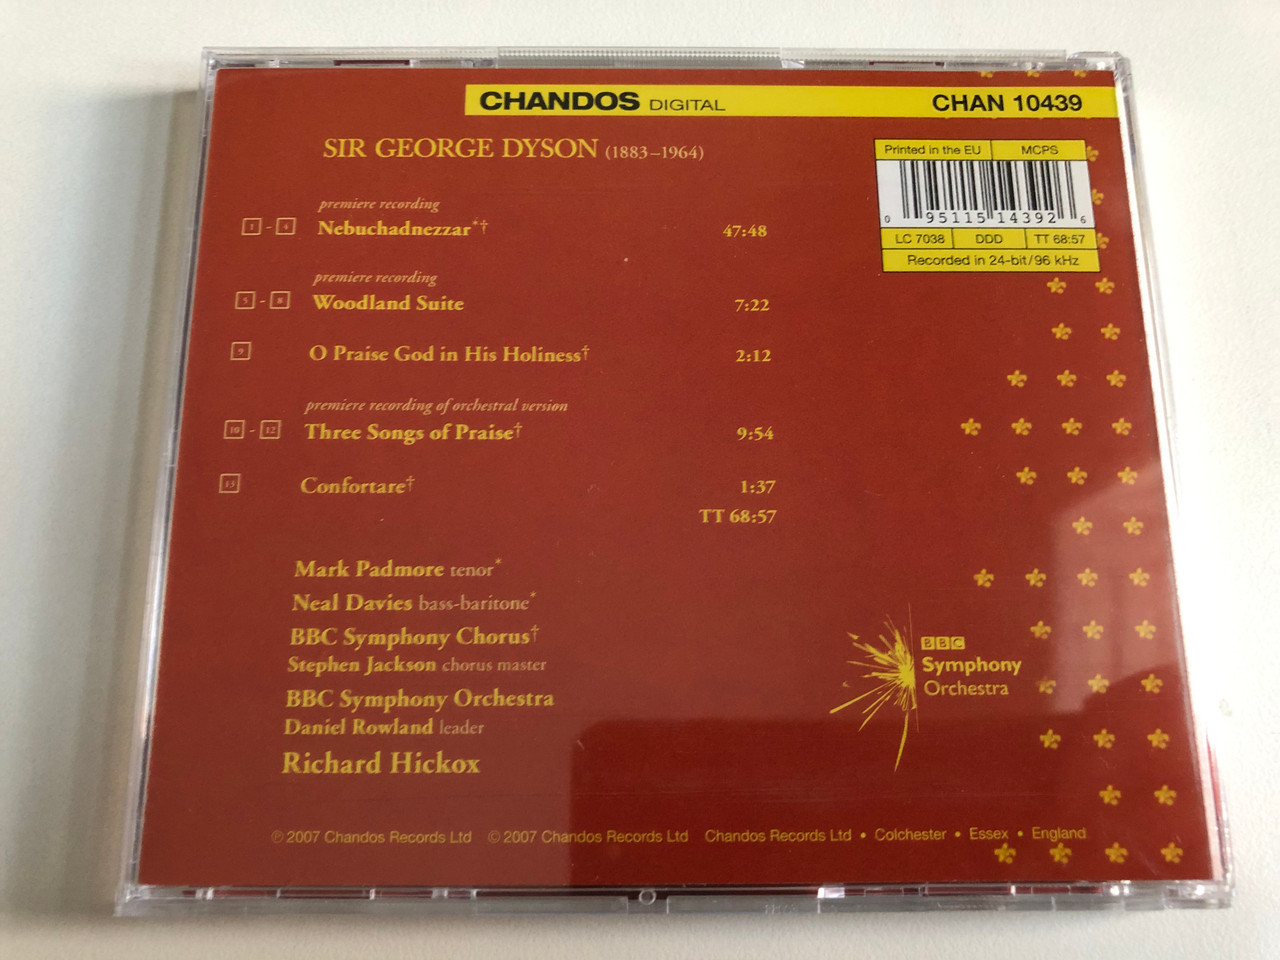 CHANDOS DIGITAL CHAN 10439
SIR GEORGE DYSON (1883–1964)
Printed in the EU MCPS
0 95115 14392 6
LC 7038 DDD TT 68:57
Recorded in 24-bit/96 kHz
premiere recording
1 - 4 Nebuchadnezzar*† 47:48
premiere recording
5 - 8 Woodland Suite 7:22
9 O Praise God in His Holiness† 2:12
premiere recording of orchestral version
10 - 12 Three Songs of Praise† 9:54
13 Confortare† 1:37
TT 68:57
Mark Padmore tenor*
Neal Davies bass-baritone*
BBC Symphony Chorus†
Stephen Jackson chorus master
BBC Symphony Orchestra
Daniel Rowland leader
Richard Hickox
BBC
Symphony
Orchestra
℗ 2007 Chandos Records Ltd © 2007 Chandos Records Ltd Chandos Records Ltd • Colchester • Essex • England